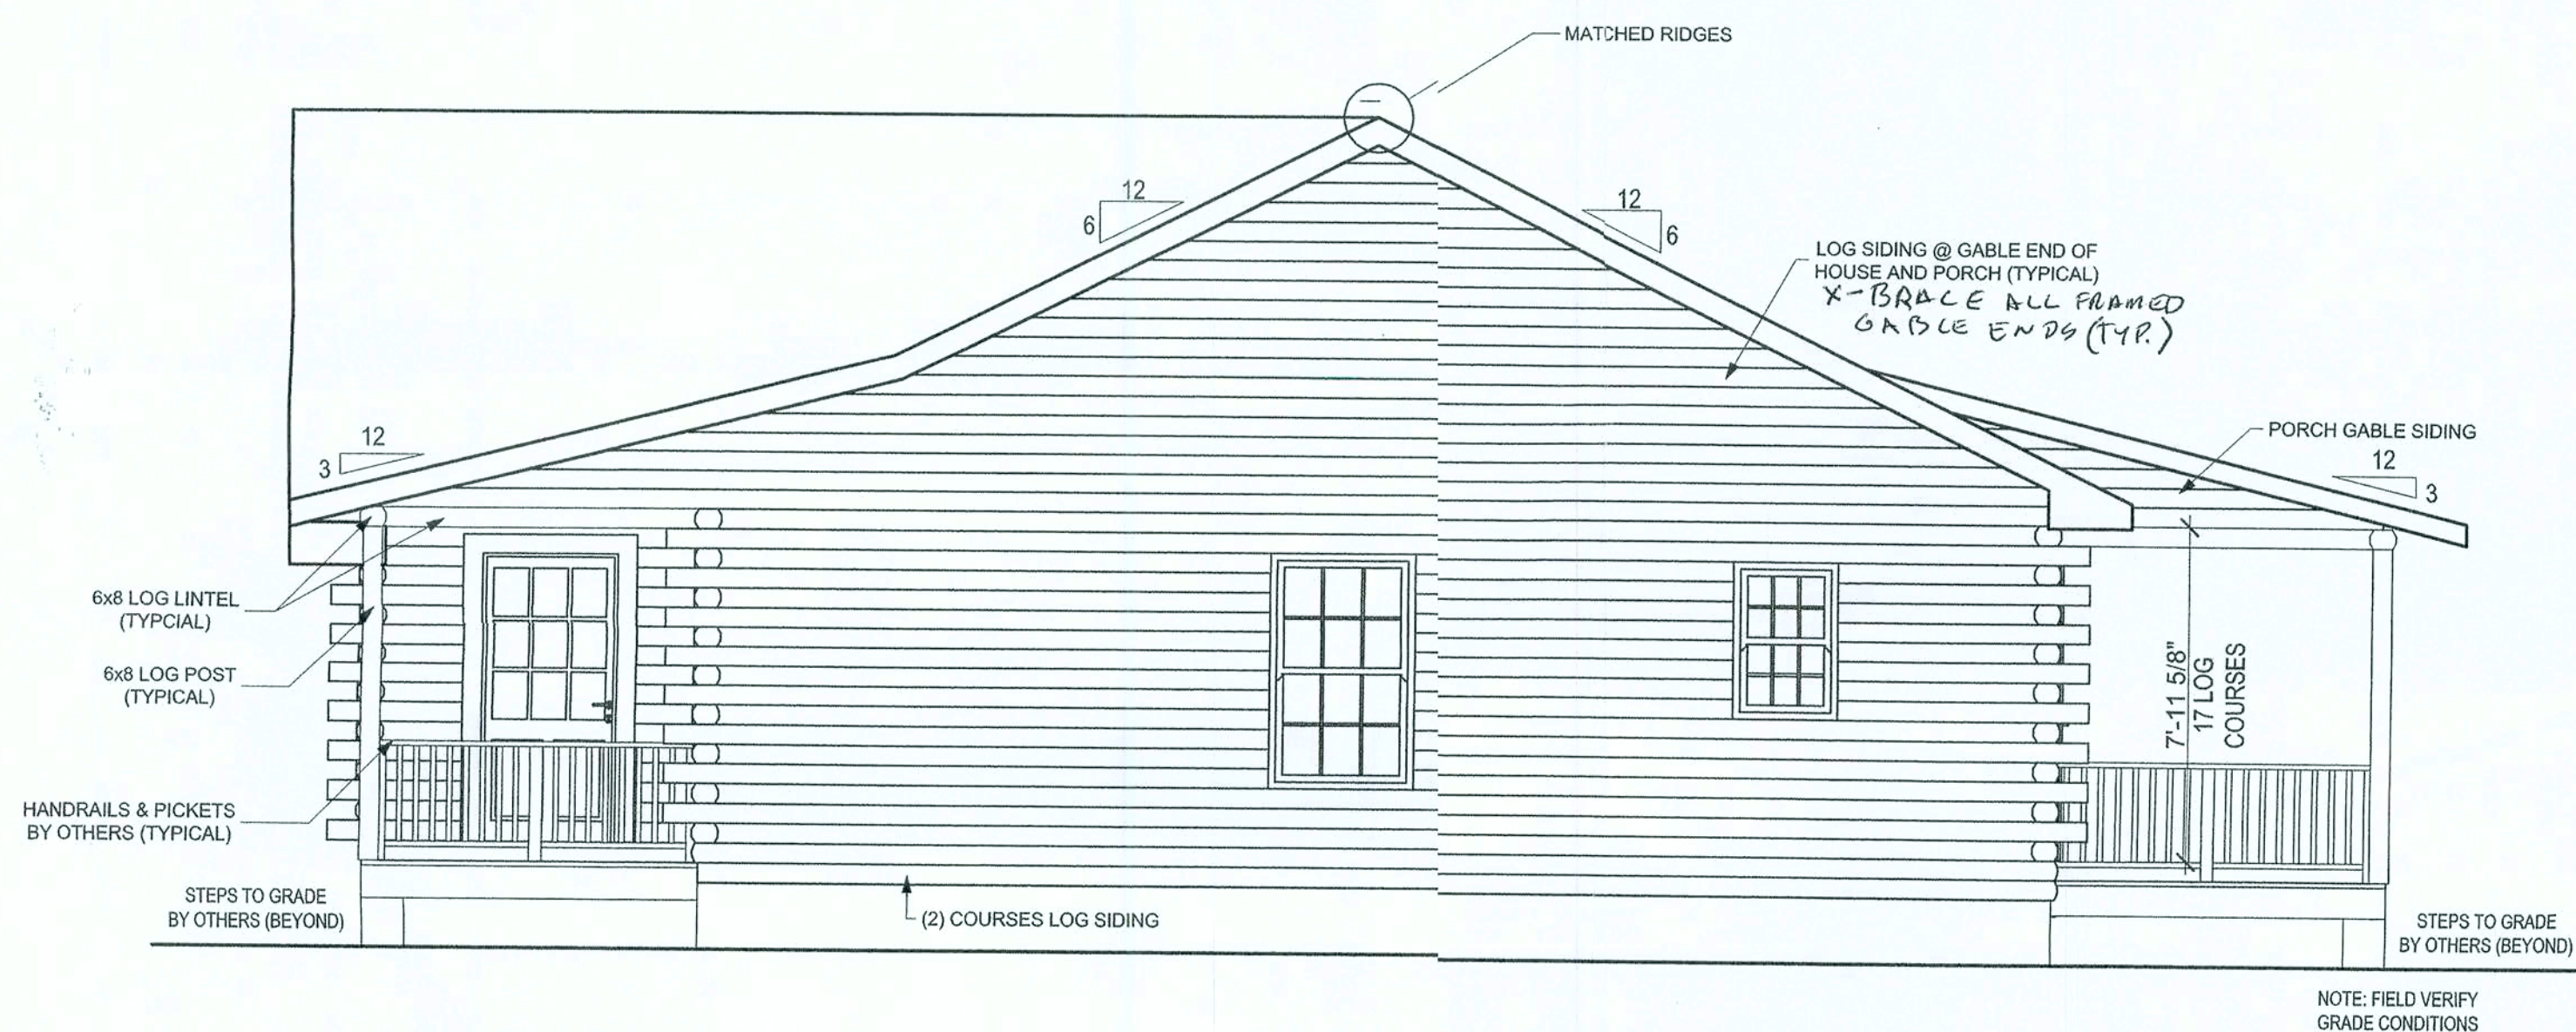 MATCHED RIDGES
12
6
12
6
LOG SIDING @ GABLE END OF
HOUSE AND PORCH (TYPICAL)
X-BRACE ALL FRAMED
GABLE ENDS (TYP.)
12
3
PORCH GABLE SIDING
12
3
6x8 LOG LINTEL
(TYPCIAL)
6x8 LOG POST
(TYPICAL)
7'-11 5/8"
17 LOG
COURSES
HANDRAILS & PICKETS
BY OTHERS (TYPICAL)
STEPS TO GRADE
BY OTHERS (BEYOND)
(2) COURSES LOG SIDING
STEPS TO GRADE
BY OTHERS (BEYOND)
NOTE: FIELD VERIFY
GRADE CONDITIONS